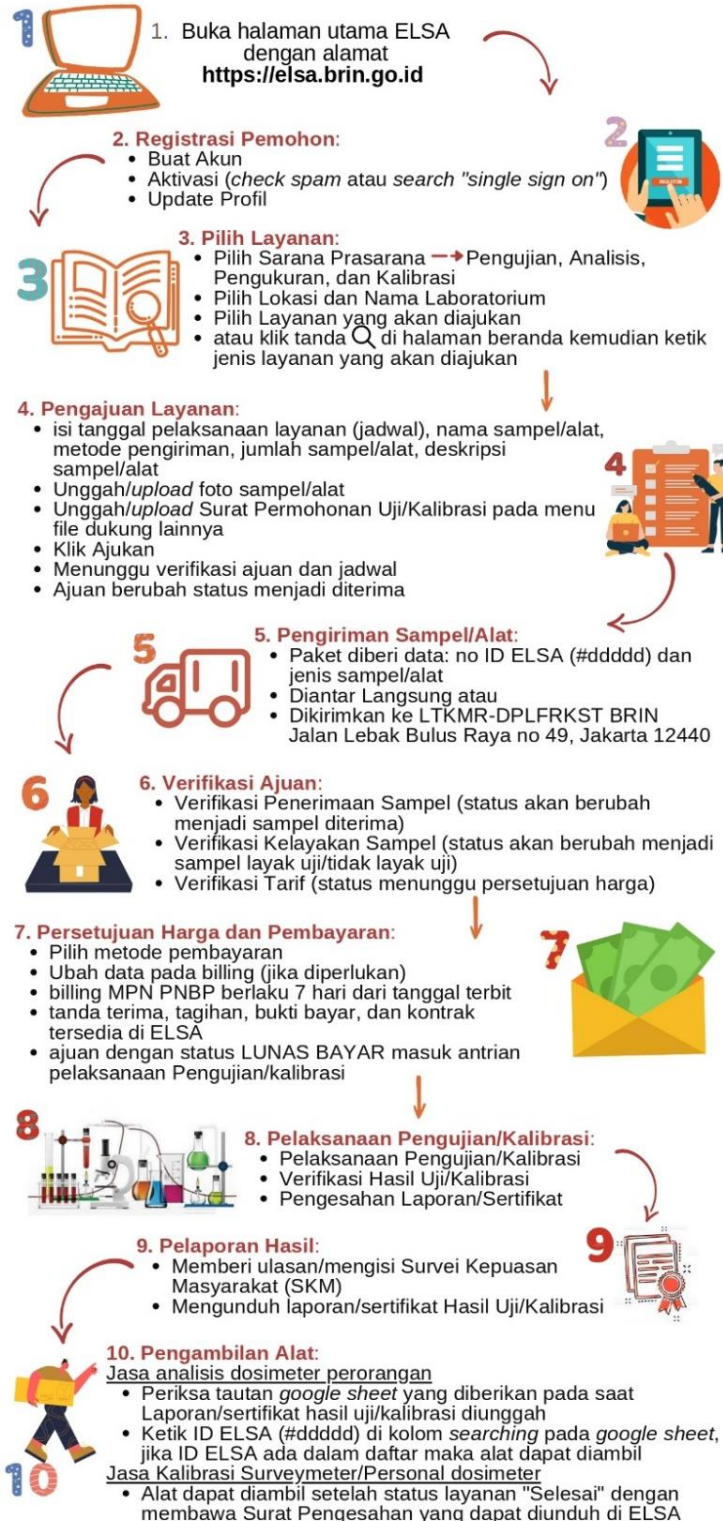 1
1. Buka halaman utama ELSA
dengan alamat
https://elsa.brin.go.id
2
2. Registrasi Pemohon:
• Buat Akun
• Aktivasi (check spam atau search "single sign on")
• Update Profil
3
3. Pilih Layanan:
• Pilih Sarana Prasarana → Pengujian, Analisis,
Pengukuran, dan Kalibrasi
• Pilih Lokasi dan Nama Laboratorium
• Pilih Layanan yang akan diajukan
• atau klik tanda di halaman beranda kemudian ketik
jenis layanan yang akan diajukan
4. Pengajuan Layanan:
• isi tanggal pelaksanaan layanan (jadwal), nama sampel/alat,
metode pengiriman, jumlah sampel/alat, deskripsi
sampel/alat
• Unggah/upload foto sampel/alat
• Unggah/upload Surat Permohonan Uji/Kalibrasi pada menu
file dukung lainnya
• Klik Ajukan
• Menunggu verifikasi ajuan dan jadwal
• Ajuan berubah status menjadi diterima
4
5
5. Pengiriman Sampel/Alat:
• Paket diberi data: no ID ELSA (#ddddd) dan
jenis sampel/alat
• Diantar Langsung atau
• Dikirimkan ke LTKMR-DPLFRKST BRIN
Jalan Lebak Bulus Raya no 49, Jakarta 12440
6
6. Verifikasi Ajuan:
• Verifikasi Penerimaan Sampel (status akan berubah
menjadi sampel diterima)
• Verifikasi Kelayakan Sampel (status akan berubah menjadi
sampel layak uji/tidak layak uji)
• Verifikasi Tarif (status menunggu persetujuan harga)
7. Persetujuan Harga dan Pembayaran:
• Pilih metode pembayaran
• Ubah data pada billing (jika diperlukan)
• billing MPN PNBP berlaku 7 hari dari tanggal terbit
• tanda terima, tagihan, bukti bayar, dan kontrak
tersedia di ELSA
• ajuan dengan status LUNAS BAYAR masuk antrian
pelaksanaan Pengujian/kalibrasi
7
8
8. Pelaksanaan Pengujian/Kalibrasi:
• Pelaksanaan Pengujian/Kalibrasi
• Verifikasi Hasil Uji/Kalibrasi
• Pengesahan Laporan/Sertifikat
9. Pelaporan Hasil:
• Memberi ulasan/mengisi Survei Kepuasan
Masyarakat (SKM)
• Mengunduh laporan/sertifikat Hasil Uji/Kalibrasi
9
10. Pengambilan Alat:
Jasa analisis dosimeter perorangan
• Periksa tautan google sheet yang diberikan pada saat
Laporan/sertifikat hasil uji/kalibrasi diunggah
• Ketik ID ELSA (#ddddd) di kolom searching pada google sheet,
jika ID ELSA ada dalam daftar maka alat dapat diambil
Jasa Kalibrasi Surveymeter/Personal dosimeter
• Alat dapat diambil setelah status layanan "Selesai" dengan
membawa Surat Pengesahan yang dapat diunduh di ELSA
10